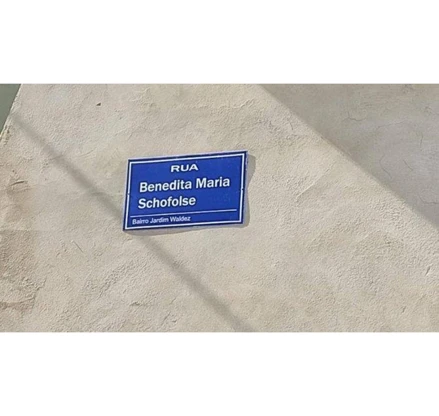 RUA
Benedita Maria
Schofolse
Bairro Jardim Waldez